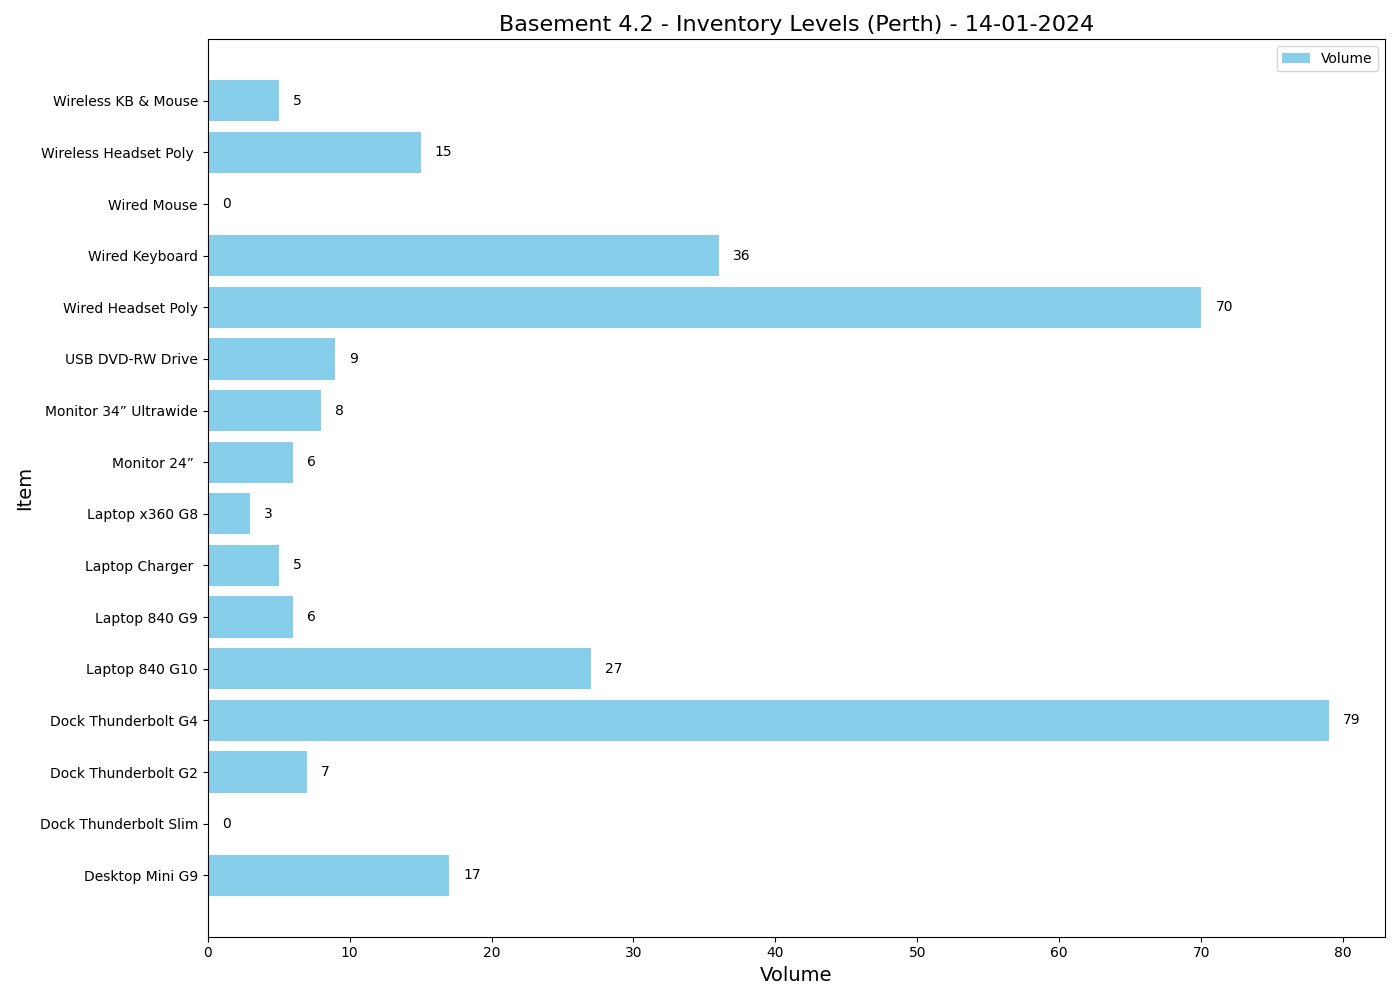 Basement 4.2 - Inventory Levels (Perth) - 14-01-2024
Volume
Wireless KB & Mouse 5
Wireless Headset Poly 15
Wired Mouse 0
Wired Keyboard 36
Wired Headset Poly 70
USB DVD-RW Drive 9
Monitor 34” Ultrawide 8
Monitor 24” 6
Laptop x360 G8 3
Laptop Charger 5
Laptop 840 G9 6
Laptop 840 G10 27
Dock Thunderbolt G4 79
Dock Thunderbolt G2 7
Dock Thunderbolt Slim 0
Desktop Mini G9 17
Item
0 10 20 30 40 50 60 70 80
Volume